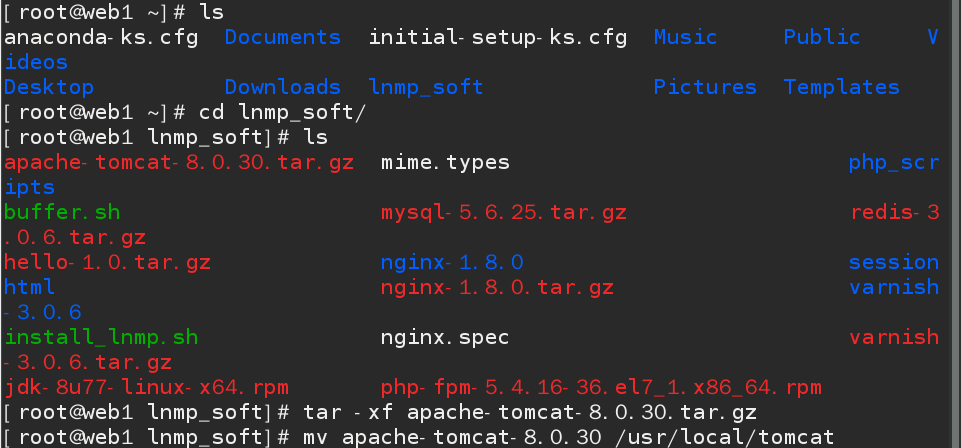 [root@web1 ~]# ls
anaconda-ks.cfg  Documents  initial-setup-ks.cfg  Music     Public     V
ideos
Desktop          Downloads  lnmp_soft             Pictures  Templates
[root@web1 ~]# cd lnmp_soft/
[root@web1 lnmp_soft]# ls
apache-tomcat-8.0.30.tar.gz  mime.types                           php_scr
ipts
buffer.sh                    mysql-5.6.25.tar.gz                  redis-3
.0.6.tar.gz
hello-1.0.tar.gz             nginx-1.8.0                          session
html                         nginx-1.8.0.tar.gz                   varnish
-3.0.6
install_lnmp.sh              nginx.spec                           varnish
-3.0.6.tar.gz
jdk-8u77-linux-x64.rpm       php-fpm-5.4.16-36.el7_1.x86_64.rpm
[root@web1 lnmp_soft]# tar -xf apache-tomcat-8.0.30.tar.gz
[root@web1 lnmp_soft]# mv apache-tomcat-8.0.30 /usr/local/tomcat